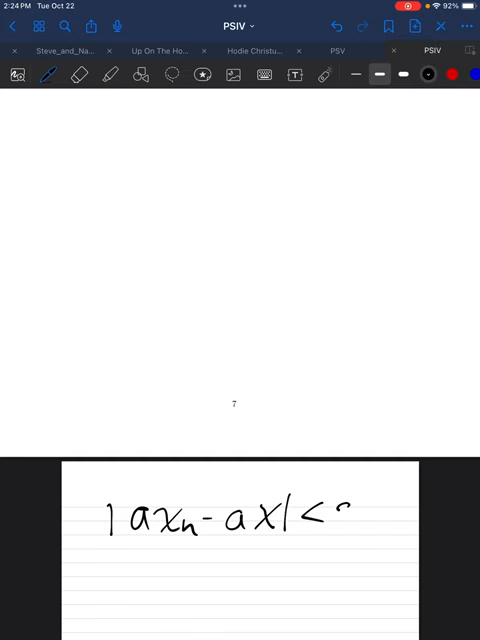 2:24 PM Tue Oct 22
92%
PSIV
Steve_and_Na...
Up On The Ho...
Hodie Christu...
PSV
PSIV
T
7
|axₙ - ax| <